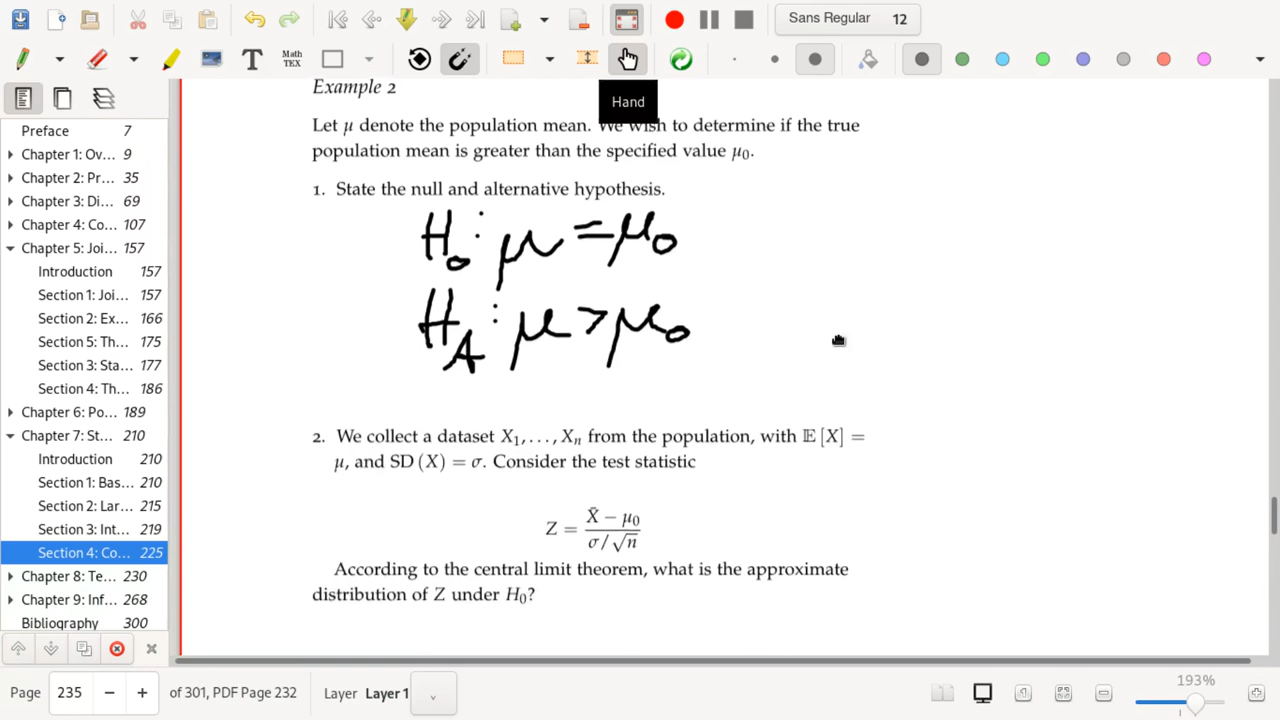 Sans Regular 12
Math TEX
Hand
Preface 7
Chapter 1: Ov... 9
Chapter 2: Pr... 35
Chapter 3: Di... 69
Chapter 4: Co... 107
Chapter 5: Joi... 157
Introduction 157
Section 1: Joi... 157
Section 2: Ex... 166
Section 5: Th... 175
Section 3: Sta... 177
Section 4: Th... 186
Chapter 6: Po... 189
Chapter 7: St... 210
Introduction 210
Section 1: Bas... 210
Section 2: Lar... 215
Section 3: Int... 219
Section 4: Co... 225
Chapter 8: Te... 230
Chapter 9: Inf... 268
Bibliography 300
Example 2
Let μ denote the population mean. We wish to determine if the true
population mean is greater than the specified value μ₀.
1. State the null and alternative hypothesis.
H₀: μ = μ₀
H_A: μ > μ₀
2. We collect a dataset X₁, . . . , Xₙ from the population, with 𝔼 [X] =
μ, and SD (X) = σ. Consider the test statistic
Z = (X̄ − μ₀) / (σ/√n)
According to the central limit theorem, what is the approximate
distribution of Z under H₀?
Page 235 of 301, PDF Page 232 Layer Layer 1
193%